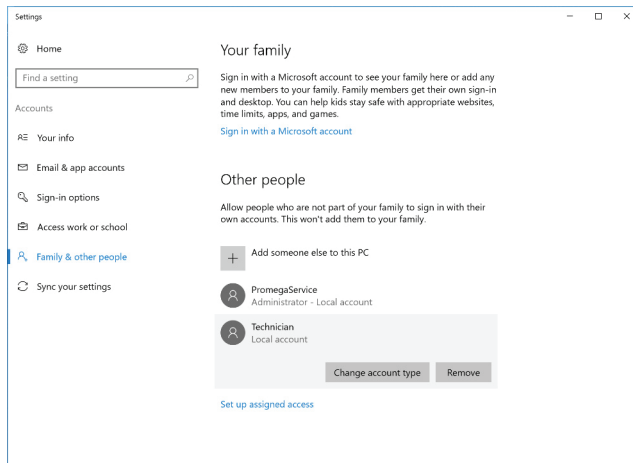 Settings
Home
Find a setting
Accounts
Your info
Email & app accounts
Sign-in options
Access work or school
Family & other people
Sync your settings
Your family
Sign in with a Microsoft account to see your family here or add any
new members to your family. Family members get their own sign-in
and desktop. You can help kids stay safe with appropriate websites,
time limits, apps, and games.
Sign in with a Microsoft account
Other people
Allow people who are not part of your family to sign in with their
own accounts. This won't add them to your family.
Add someone else to this PC
PromegaService
Administrator - Local account
Technician
Local account
Change account type
Remove
Set up assigned access